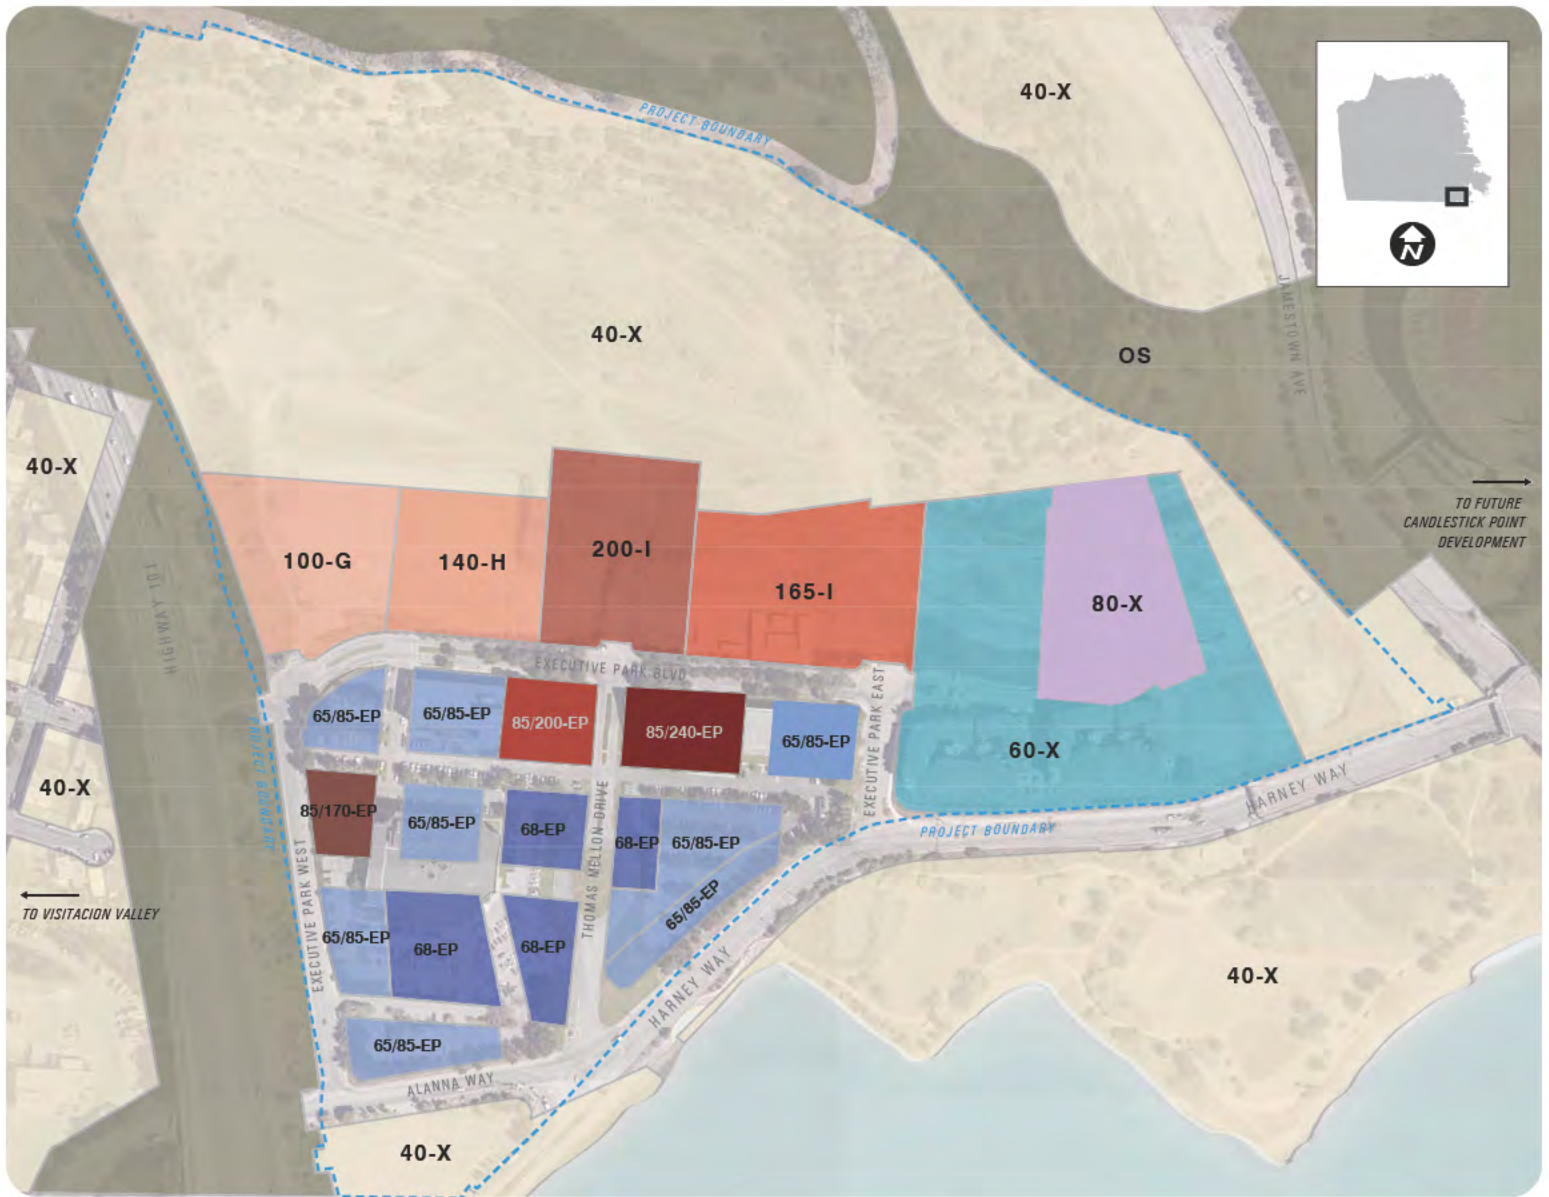 40-X
PROJECT BOUNDARY
N
JAMESTOWN AVE
40-X
OS
40-X
TO FUTURE
CANDLESTICK POINT
DEVELOPMENT
100-G
140-H
200-I
165-I
80-X
HIGHWAY 101
EXECUTIVE PARK BLVD
EXECUTIVE PARK EAST
65/85-EP
65/85-EP
85/200-EP
85/240-EP
65/85-EP
60-X
PROJECT BOUNDARY
40-X
85/170-EP
65/85-EP
68-EP
THOMAS MELLON DRIVE
68-EP
65/85-EP
HARNEY WAY
PROJECT BOUNDARY
EXECUTIVE PARK WEST
TO VISITACION VALLEY
65/85-EP
68-EP
68-EP
65/85-EP
HARNEY WAY
40-X
65/85-EP
ALANNA WAY
40-X